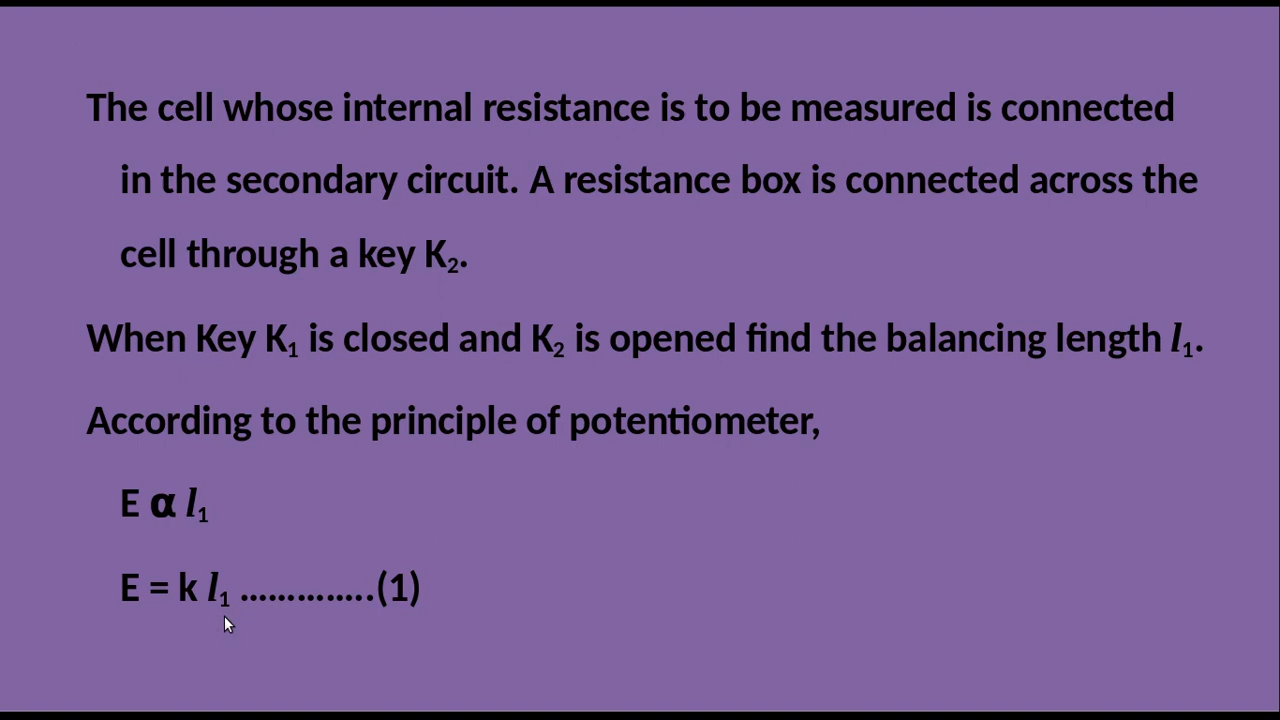 The cell whose internal resistance is to be measured is connected
in the secondary circuit. A resistance box is connected across the
cell through a key K₂.
When Key K₁ is closed and K₂ is opened find the balancing length l₁.
According to the principle of potentiometer,
E α l₁
E = k l₁ …………..(1)